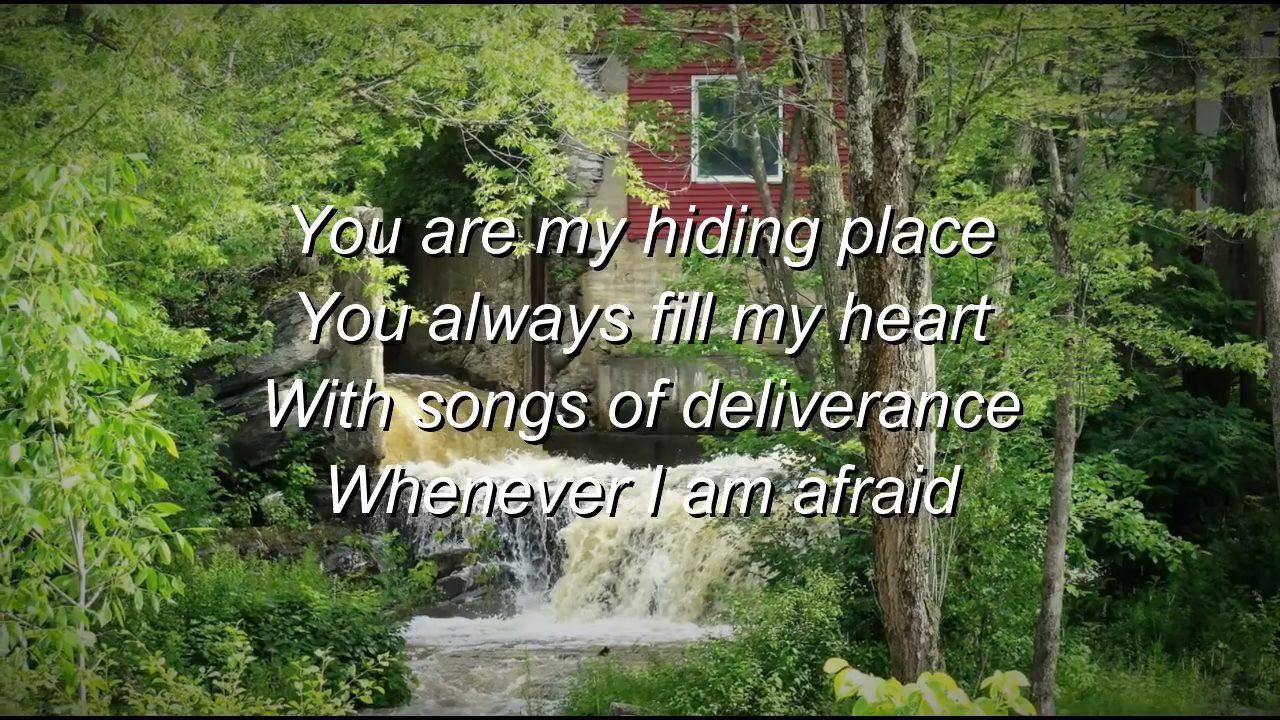 You are my hiding place
You always fill my heart
With songs of deliverance
Whenever I am afraid